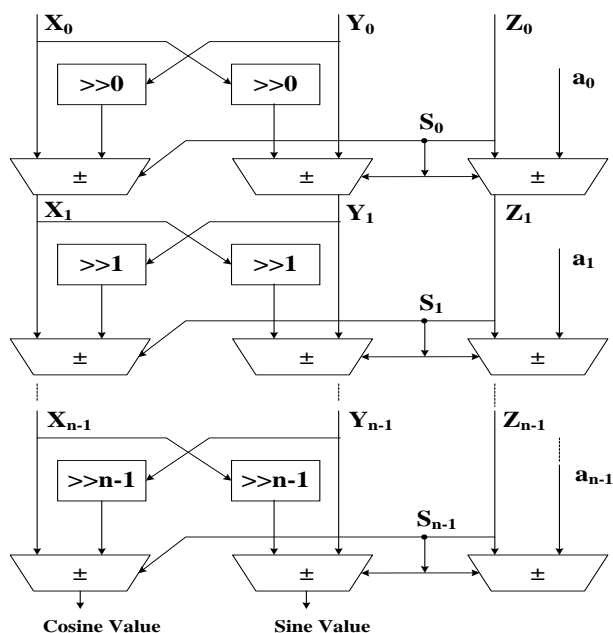 X0 Y0 Z0
>>0 >>0 a0
S0
± ± ±
X1 Y1 Z1
>>1 >>1 a1
S1
± ± ±
Xn-1 Yn-1 Zn-1
>>n-1 >>n-1 an-1
Sn-1
± ± ±
Cosine Value Sine Value